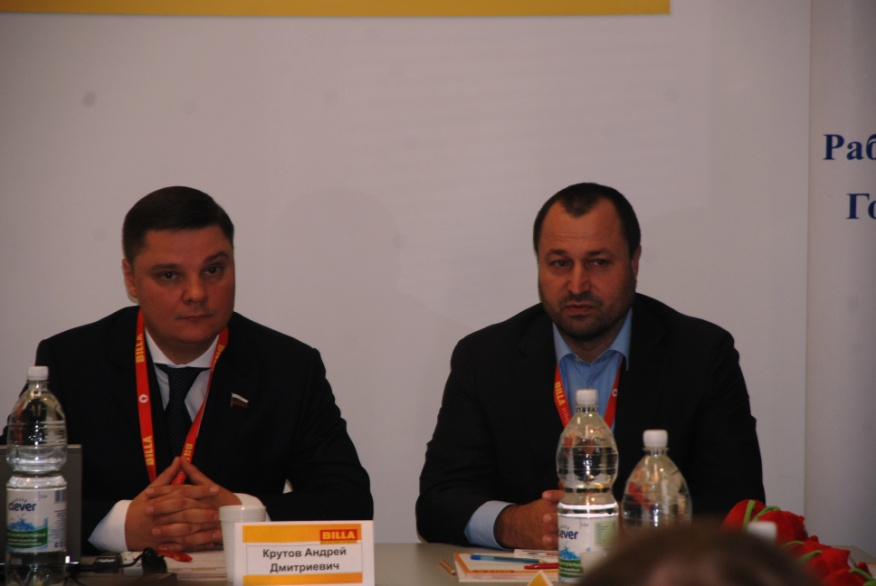 Раб
Го
BILLA
BILLA
clever
clever
BILLA
Крутов Андрей
Дмитриевич